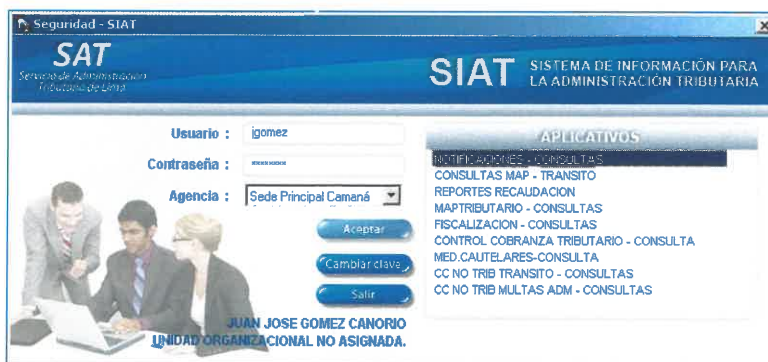 Seguridad - SIAT
SAT
Servicio de Administración
Tributaria de Lima
SIAT
SISTEMA DE INFORMACIÓN PARA
LA ADMINISTRACIÓN TRIBUTARIA
Usuario : jgomez
Contraseña : ********
Agencia : Sede Principal Camaná
Aceptar
Cambiar clave
Salir
JUAN JOSE GOMEZ CANORIO
UNIDAD ORGANIZACIONAL NO ASIGNADA.
APLICATIVOS
NOTIFICACIONES - CONSULTAS
CONSULTAS MAP - TRANSITO
REPORTES RECAUDACION
MAPTRIBUTARIO - CONSULTAS
FISCALIZACION - CONSULTAS
CONTROL COBRANZA TRIBUTARIO - CONSULTA
MED.CAUTELARES-CONSULTA
CC NO TRIB TRANSITO - CONSULTAS
CC NO TRIB MULTAS ADM - CONSULTAS